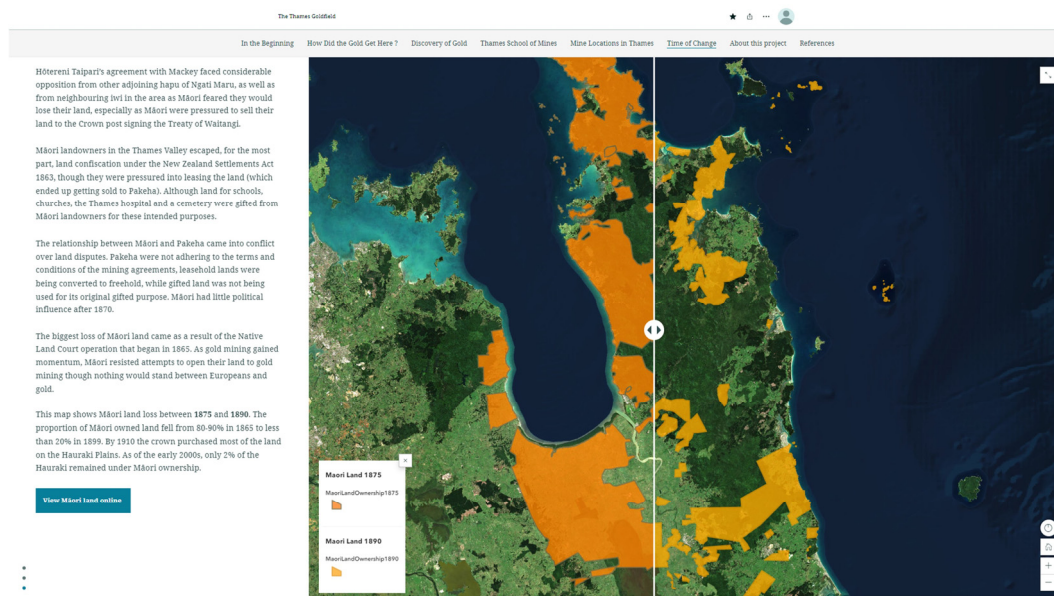 The Thames Goldfield
In the Beginning
How Did the Gold Get Here ?
Discovery of Gold
Thames School of Mines
Mine Locations in Thames
Time of Change
About this project
References
Hōtereni Taipari's agreement with Mackey faced considerable
opposition from other adjoining hapu of Ngati Maru, as well as
from neighbouring iwi in the area as Māori feared they would
lose their land, especially as Māori were pressured to sell their
land to the Crown post signing the Treaty of Waitangi.
Māori landowners in the Thames Valley escaped, for the most
part, land confiscation under the New Zealand Settlements Act
1863, though they were pressured into leasing the land (which
ended up getting sold to Pakeha). Although land for schools,
churches, the Thames hospital and a cemetery were gifted from
Māori landowners for these intended purposes.
The relationship between Māori and Pakeha came into conflict
over land disputes. Pakeha were not adhering to the terms and
conditions of the mining agreements, leasehold lands were
being converted to freehold, while gifted land was not being
used for its original gifted purpose. Māori had little political
influence after 1870.
The biggest loss of Māori land came as a result of the Native
Land Court operation that began in 1865. As gold mining gained
momentum, Māori resisted attempts to open their land to gold
mining though nothing would stand between Europeans and
gold.
This map shows Māori land loss between 1875 and 1890. The
proportion of Māori owned land fell from 80-90% in 1865 to less
than 20% in 1899. By 1910 the crown purchased most of the land
on the Hauraki Plains. As of the early 2000s, only 2% of the
Hauraki remained under Māori ownership.
View Māori land online
Maori Land 1875
MaoriLandOwnership1875
Maori Land 1890
MaoriLandOwnership1890